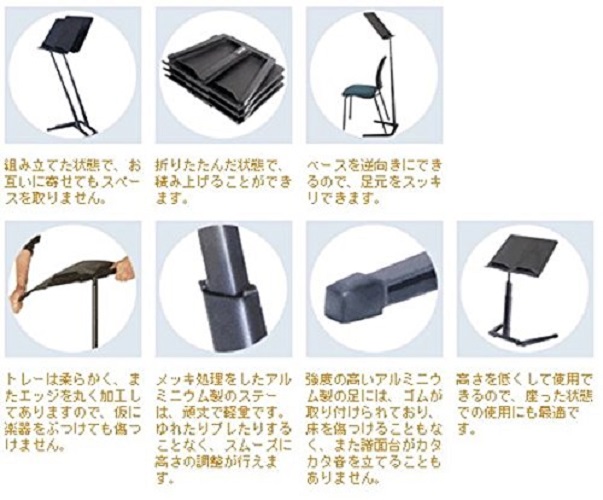 組み立てた状態で、お
互いに寄せてもスペー
スを取りません。
折りたたんだ状態で、
積み上げることができ
ます。
ベースを逆向きにでき
るので、足元をスッキ
リできます。
トレーは柔らかく、ま
たエッジを丸く加工し
てありますので、仮に
楽器をぶつけても傷つ
けません。
メッキ処理をしたアル
ミニウム製のステー
は、頑丈で軽量です。
ゆれたりブレたりする
ことなく、スムーズに
高さの調整が行えま
す。
強度の高いアルミニウ
ム製の足には、ゴムが
取り付けられており、
床を傷つけることもな
く、また譜面台がカタ
カタ音を立てることも
ありません。
高さを低くして使用で
きるので、座った状態
での使用にも最適で
す。